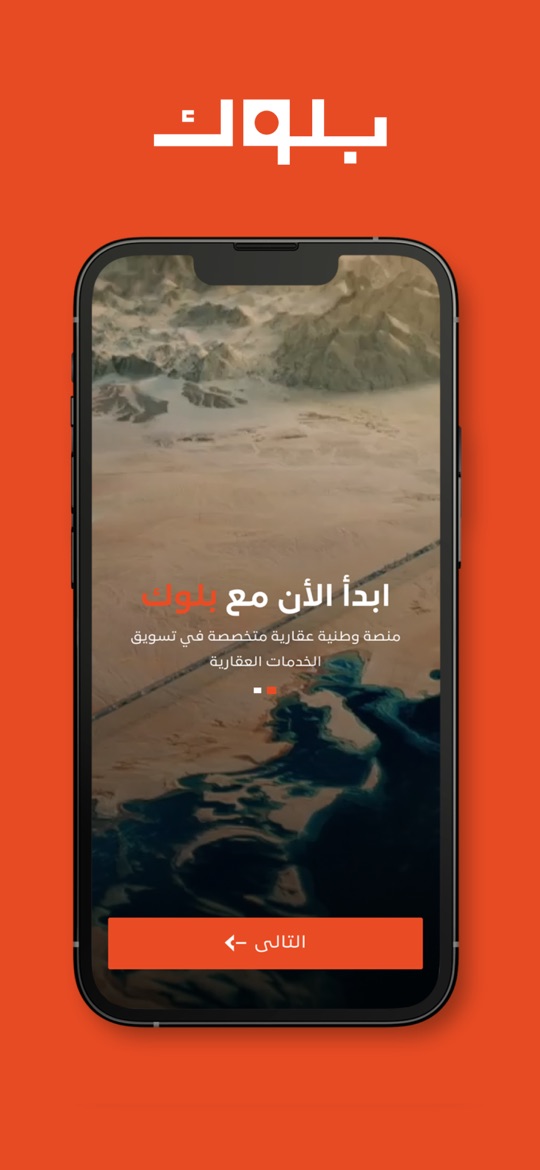 بلوك
ابدأ الأن مع بلوك
منصة وطنية عقارية متخصصة في تسويق
الخدمات العقارية
التالى